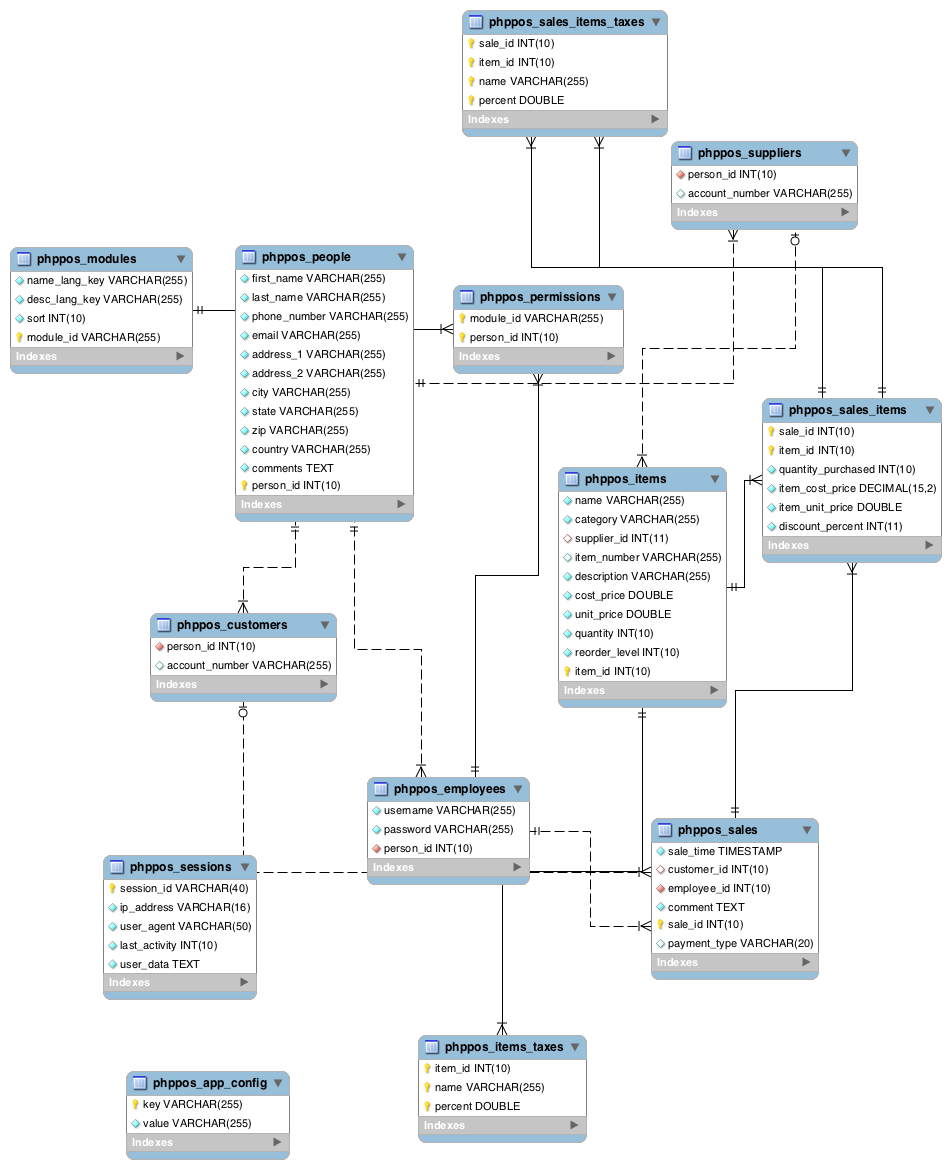 phppos_sales_items_taxes
sale_id INT(10)
item_id INT(10)
name VARCHAR(255)
percent DOUBLE
Indexes
phppos_suppliers
person_id INT(10)
account_number VARCHAR(255)
Indexes
phppos_modules
name_lang_key VARCHAR(255)
desc_lang_key VARCHAR(255)
sort INT(10)
module_id VARCHAR(255)
Indexes
phppos_people
first_name VARCHAR(255)
last_name VARCHAR(255)
phone_number VARCHAR(255)
email VARCHAR(255)
address_1 VARCHAR(255)
address_2 VARCHAR(255)
city VARCHAR(255)
state VARCHAR(255)
zip VARCHAR(255)
country VARCHAR(255)
comments TEXT
person_id INT(10)
Indexes
phppos_permissions
module_id VARCHAR(255)
person_id INT(10)
Indexes
phppos_sales_items
sale_id INT(10)
item_id INT(10)
quantity_purchased INT(10)
item_cost_price DECIMAL(15,2)
item_unit_price DOUBLE
discount_percent INT(11)
Indexes
phppos_items
name VARCHAR(255)
category VARCHAR(255)
supplier_id INT(11)
item_number VARCHAR(255)
description VARCHAR(255)
cost_price DOUBLE
unit_price DOUBLE
quantity INT(10)
reorder_level INT(10)
item_id INT(10)
Indexes
phppos_customers
person_id INT(10)
account_number VARCHAR(255)
Indexes
phppos_employees
username VARCHAR(255)
password VARCHAR(255)
person_id INT(10)
Indexes
phppos_sales
sale_time TIMESTAMP
customer_id INT(10)
employee_id INT(10)
comment TEXT
sale_id INT(10)
payment_type VARCHAR(20)
Indexes
phppos_sessions
session_id VARCHAR(40)
ip_address VARCHAR(16)
user_agent VARCHAR(50)
last_activity INT(10)
user_data TEXT
Indexes
phppos_items_taxes
item_id INT(10)
name VARCHAR(255)
percent DOUBLE
Indexes
phppos_app_config
key VARCHAR(255)
value VARCHAR(255)
Indexes